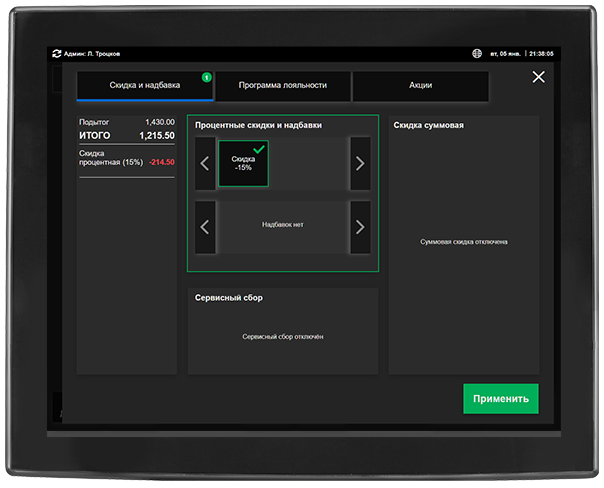 Админ: Л. Троцков
вт, 05 янв. | 21:38:05
Скидка и надбавка 1
Программа лояльности
Акции
Подытог 1,430.00
ИТОГО 1,215.50
Скидка
процентная (15%) -214.50
Процентные скидки и надбавки
Скидка
-15%
Надбавок нет
Сервисный сбор
Сервисный сбор отключён
Скидка суммовая
Суммовая скидка отключена
Применить